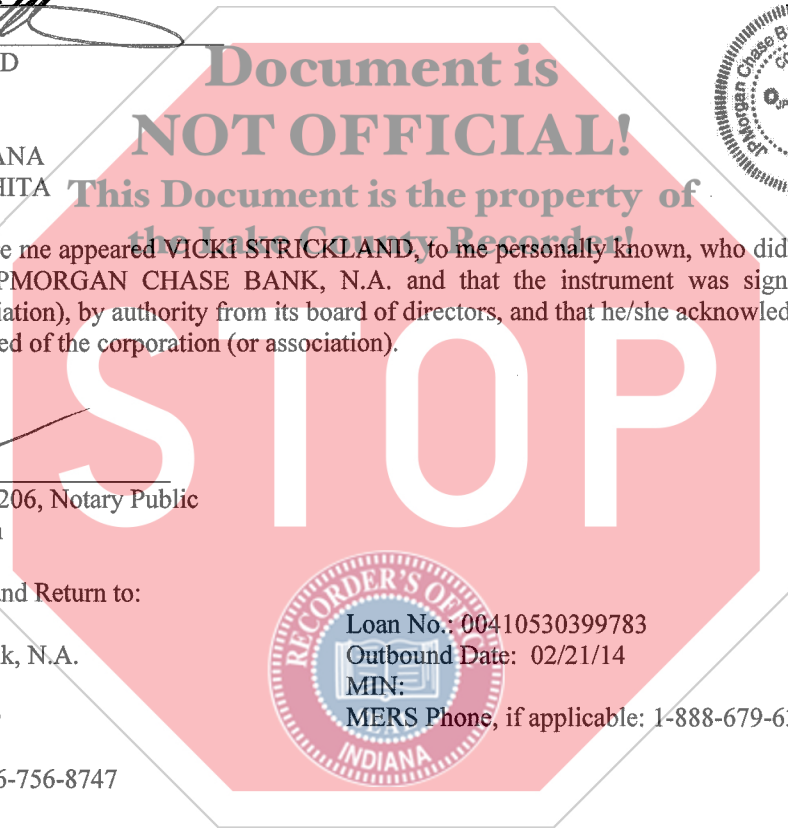 D
Document is
NOT OFFICIAL!
ANA
HITA
This Document is the property of
the Lake County Recorder!
e me appeared VICKI STRICKLAND, to me personally known, who did
PMORGAN CHASE BANK, N.A. and that the instrument was sign
iation), by authority from its board of directors, and that he/she acknowled
ed of the corporation (or association).
STOP
206, Notary Public
nd Return to:
Loan No.: 00410530399783
k, N.A.
Outbound Date: 02/21/14
MIN:
MERS Phone, if applicable: 1-888-679-63
6-756-8747
RECORDER'S OFFICE
INDIANA
JPMorgan Chase B